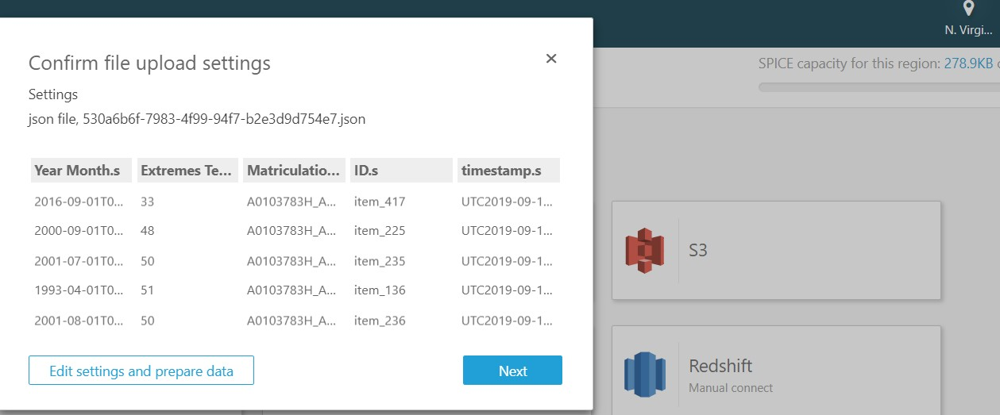 N. Virgi...
SPICE capacity for this region: 278.9KB
Confirm file upload settings
Settings
json file, 530a6b6f-7983-4f99-94f7-b2e3d9d754e7.json
Year Month.s Extremes Te... Matriculatio... ID.s timestamp.s
2016-09-01T0... 33 A0103783H_A... item_417 UTC2019-09-1...
2000-09-01T0... 48 A0103783H_A... item_225 UTC2019-09-1...
2001-07-01T0... 50 A0103783H_A... item_235 UTC2019-09-1...
1993-04-01T0... 51 A0103783H_A... item_136 UTC2019-09-1...
2001-08-01T0... 50 A0103783H_A... item_236 UTC2019-09-1...
Edit settings and prepare data
Next
S3
Redshift
Manual connect